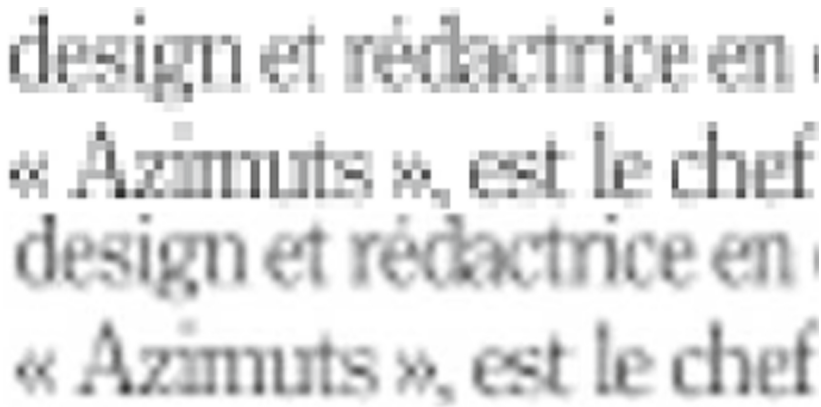 design et rédactrice en
« Azimuts », est le chef
design et rédactrice en
« Azimuts », est le chef